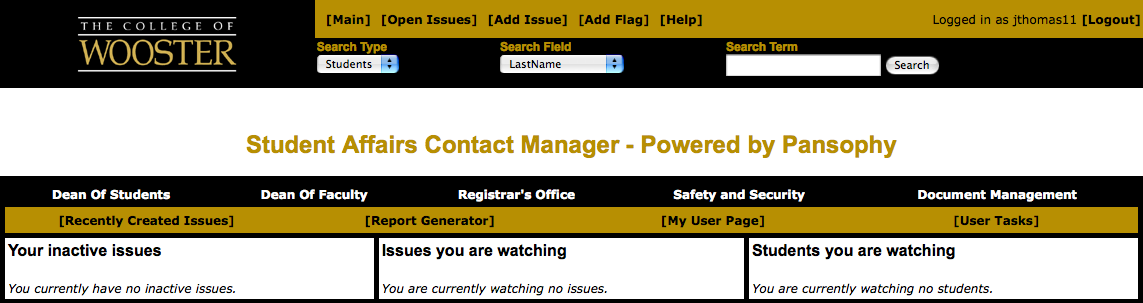 THE COLLEGE OF
WOOSTER
[Main] [Open Issues] [Add Issue] [Add Flag] [Help]
Logged in as jthomas11 [Logout]
Search Type Search Field Search Term
Students LastName Search
Student Affairs Contact Manager - Powered by Pansophy
Dean Of Students Dean Of Faculty Registrar's Office Safety and Security Document Management
[Recently Created Issues] [Report Generator] [My User Page] [User Tasks]
Your inactive issues
You currently have no inactive issues.
Issues you are watching
You are currently watching no issues.
Students you are watching
You are currently watching no students.